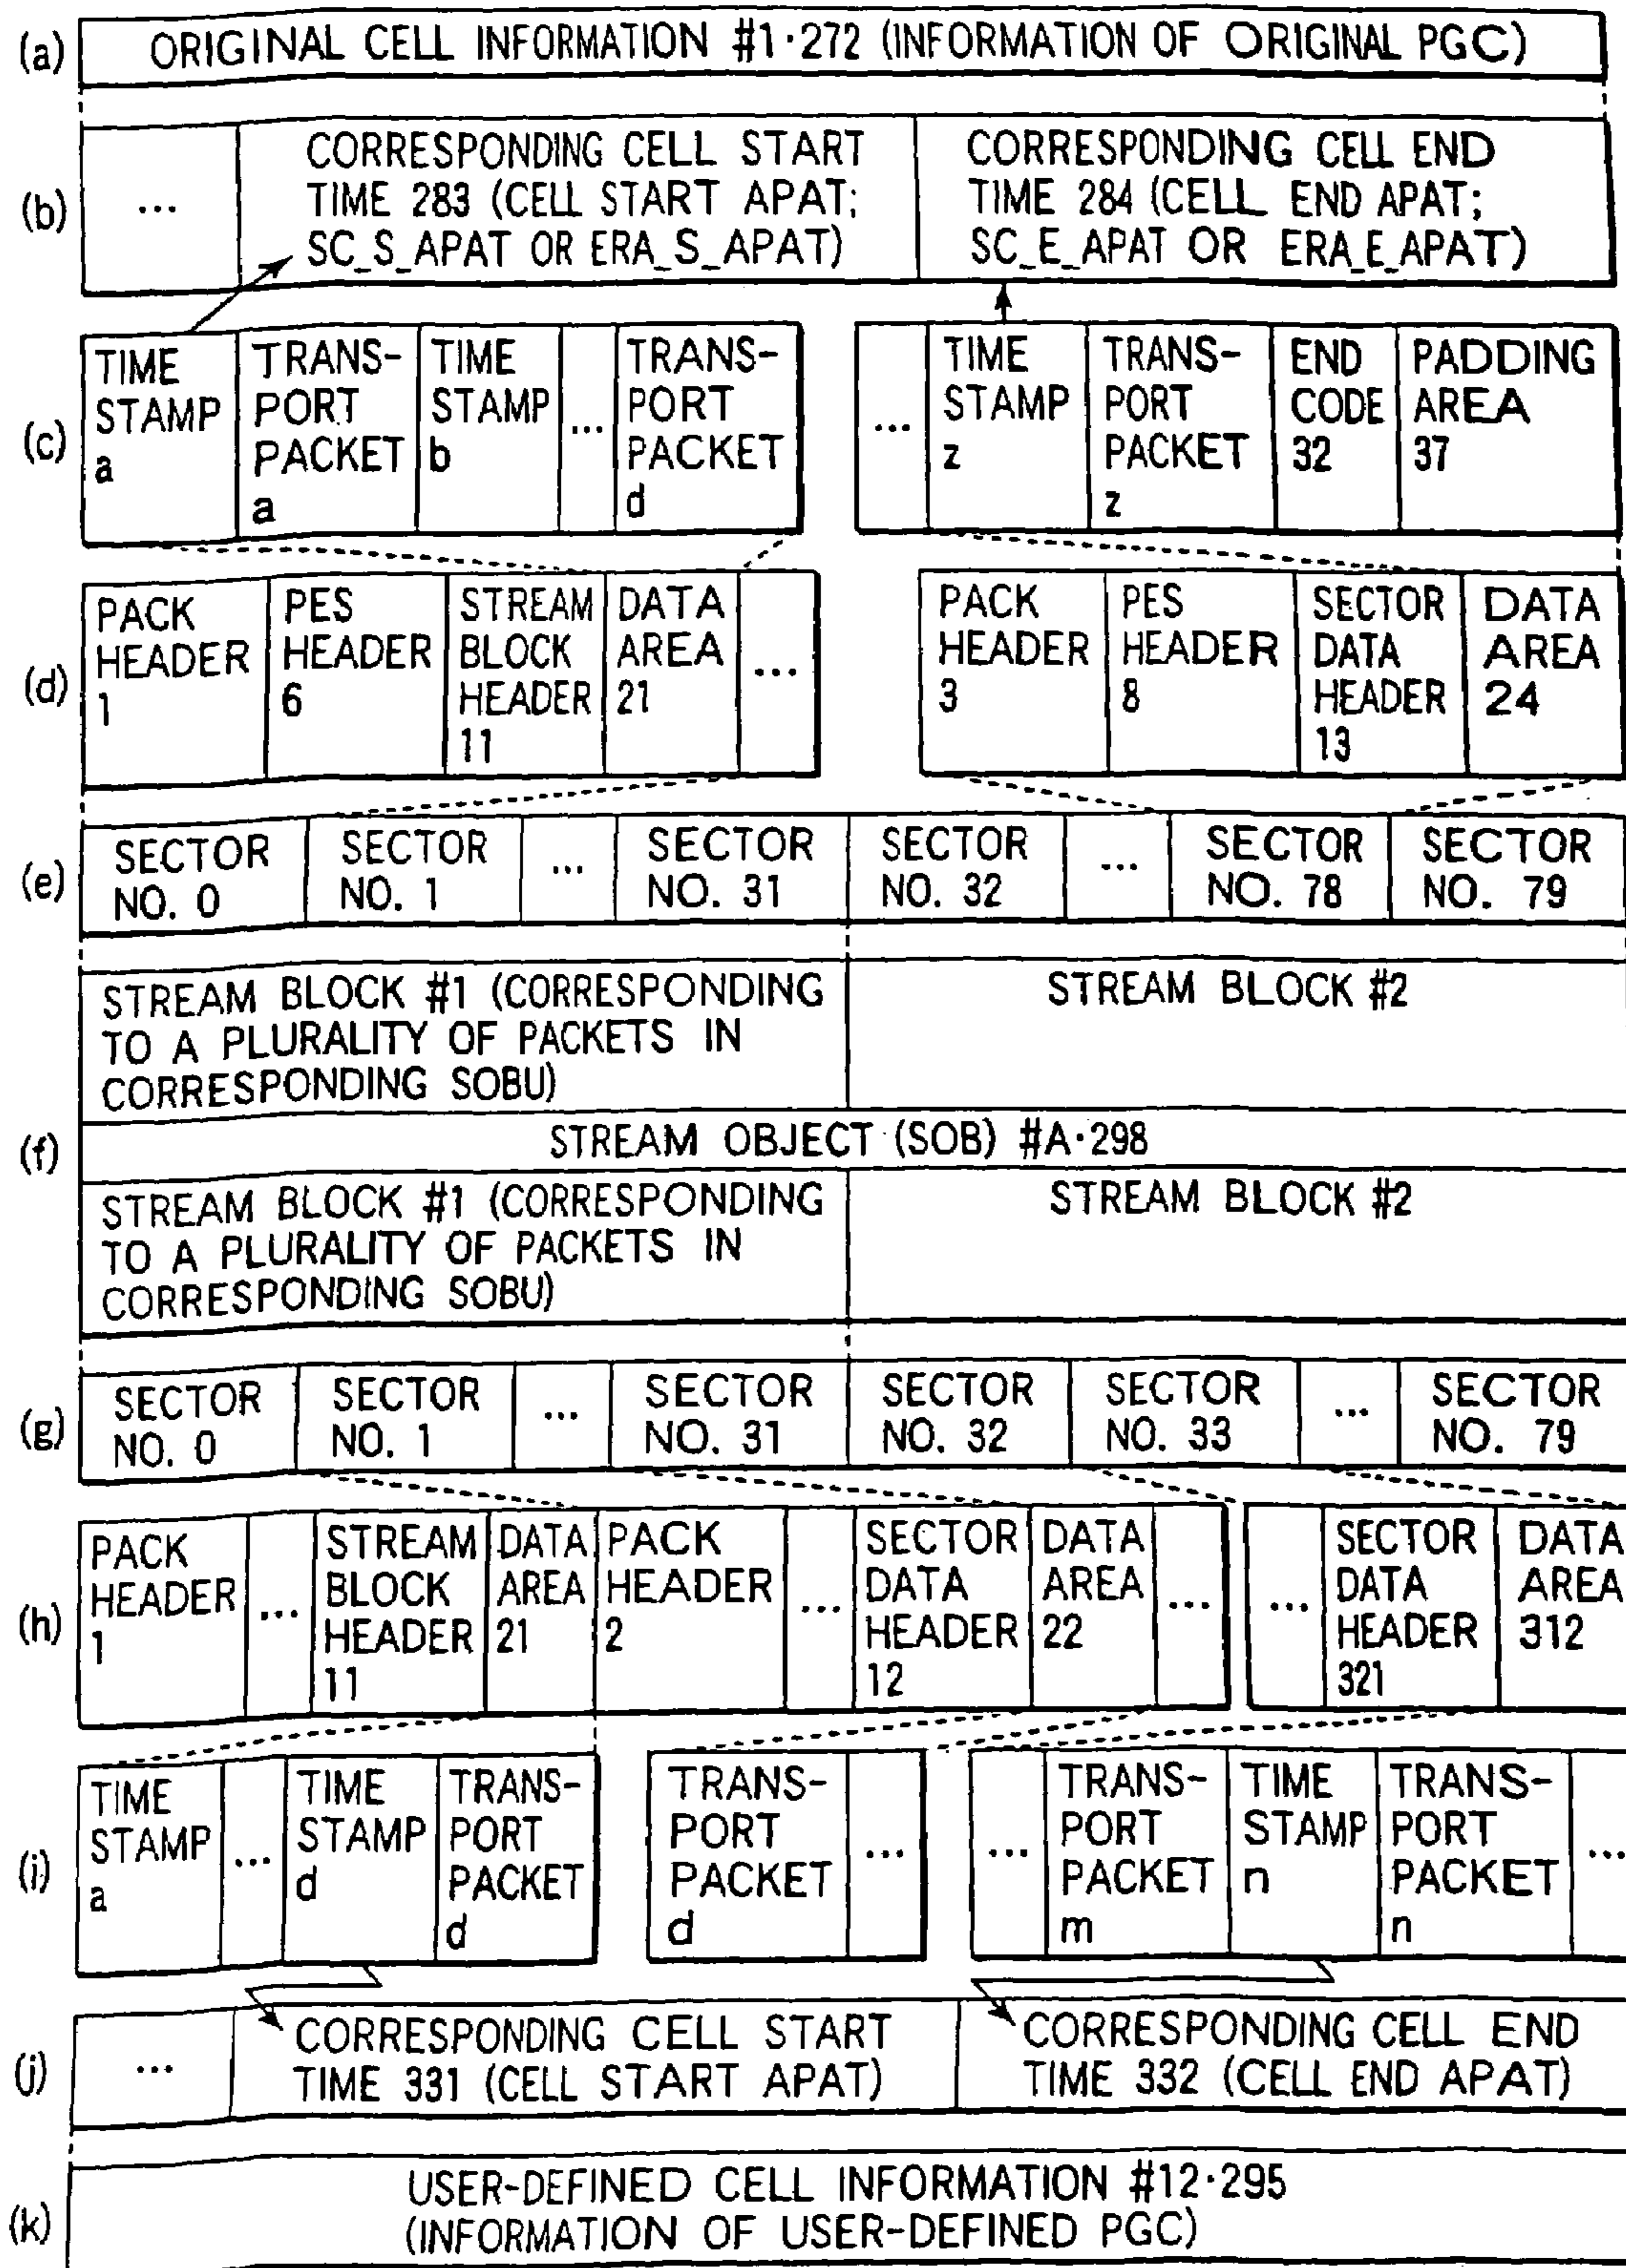 (a) ORIGINAL CELL INFORMATION #1·272 (INFORMATION OF ORIGINAL PGC)
(b)
...
CORRESPONDING CELL START
TIME 283 (CELL START APAT;
SC_S_APAT OR ERA_S_APAT)
CORRESPONDING CELL END
TIME 284 (CELL END APAT;
SC_E_APAT OR ERA_E_APAT)
(c)
TIME
STAMP
a
TRANS-
PORT
PACKET
a
TIME
STAMP
b
...
TRANS-
PORT
PACKET
d
...
TIME
STAMP
z
TRANS-
PORT
PACKET
z
END
CODE
32
PADDING
AREA
37
(d)
PACK
HEADER
1
PES
HEADER
6
STREAM
BLOCK
HEADER
11
DATA
AREA
21
...
PACK
HEADER
3
PES
HEADER
8
SECTOR
DATA
HEADER
13
DATA
AREA
24
(e)
SECTOR
NO. 0
SECTOR
NO. 1
...
SECTOR
NO. 31
SECTOR
NO. 32
...
SECTOR
NO. 78
SECTOR
NO. 79
(f)
STREAM BLOCK #1 (CORRESPONDING
TO A PLURALITY OF PACKETS IN
CORRESPONDING SOBU)
STREAM BLOCK #2
STREAM OBJECT (SOB) #A·298
STREAM BLOCK #1 (CORRESPONDING
TO A PLURALITY OF PACKETS IN
CORRESPONDING SOBU)
STREAM BLOCK #2
(g)
SECTOR
NO. 0
SECTOR
NO. 1
...
SECTOR
NO. 31
SECTOR
NO. 32
SECTOR
NO. 33
...
SECTOR
NO. 79
(h)
PACK
HEADER
1
...
STREAM
BLOCK
HEADER
11
DATA
AREA
21
PACK
HEADER
2
...
SECTOR
DATA
HEADER
12
DATA
AREA
22
...
...
SECTOR
DATA
HEADER
321
DATA
AREA
312
(i)
TIME
STAMP
a
...
TIME
STAMP
d
TRANS-
PORT
PACKET
d
TRANS-
PORT
PACKET
d
...
...
TRANS-
PORT
PACKET
m
TIME
STAMP
n
TRANS-
PORT
PACKET
n
...
(j)
...
CORRESPONDING CELL START
TIME 331 (CELL START APAT)
CORRESPONDING CELL END
TIME 332 (CELL END APAT)
(k)
USER-DEFINED CELL INFORMATION #12·295
(INFORMATION OF USER-DEFINED PGC)